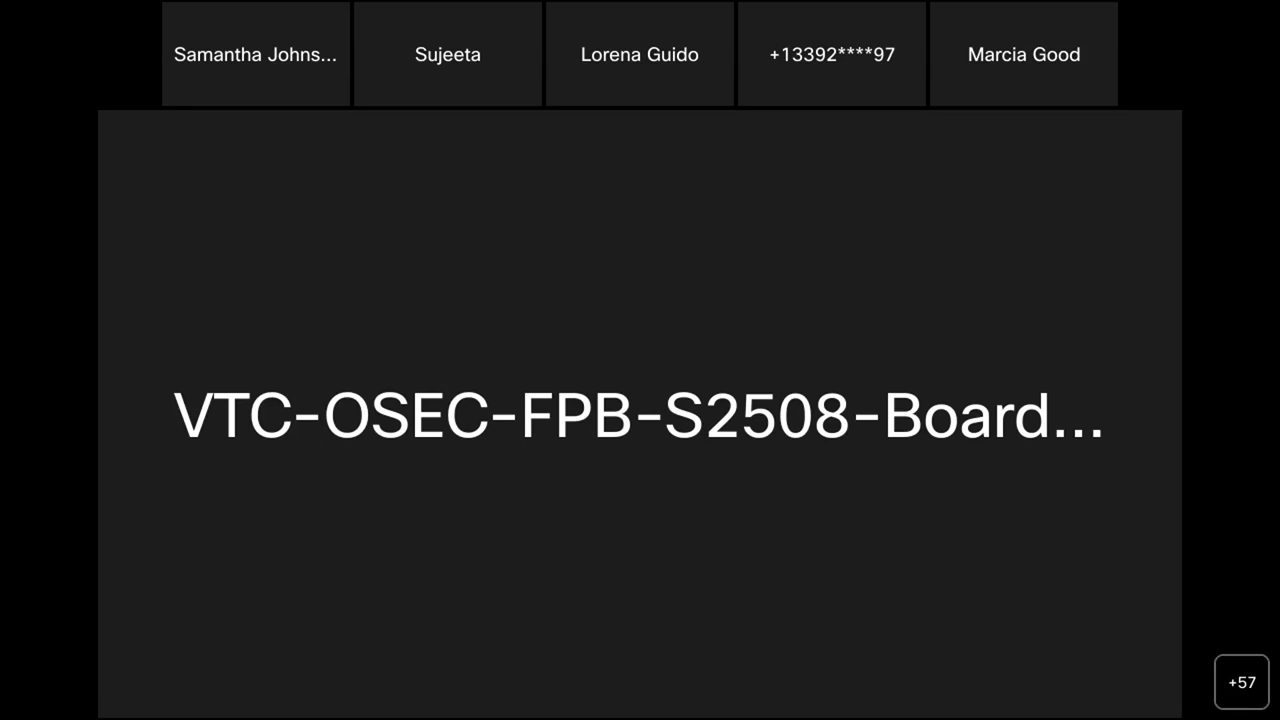 Samantha Johns...
Sujeeta
Lorena Guido
+13392****97
Marcia Good
VTC-OSEC-FPB-S2508-Board...
+57